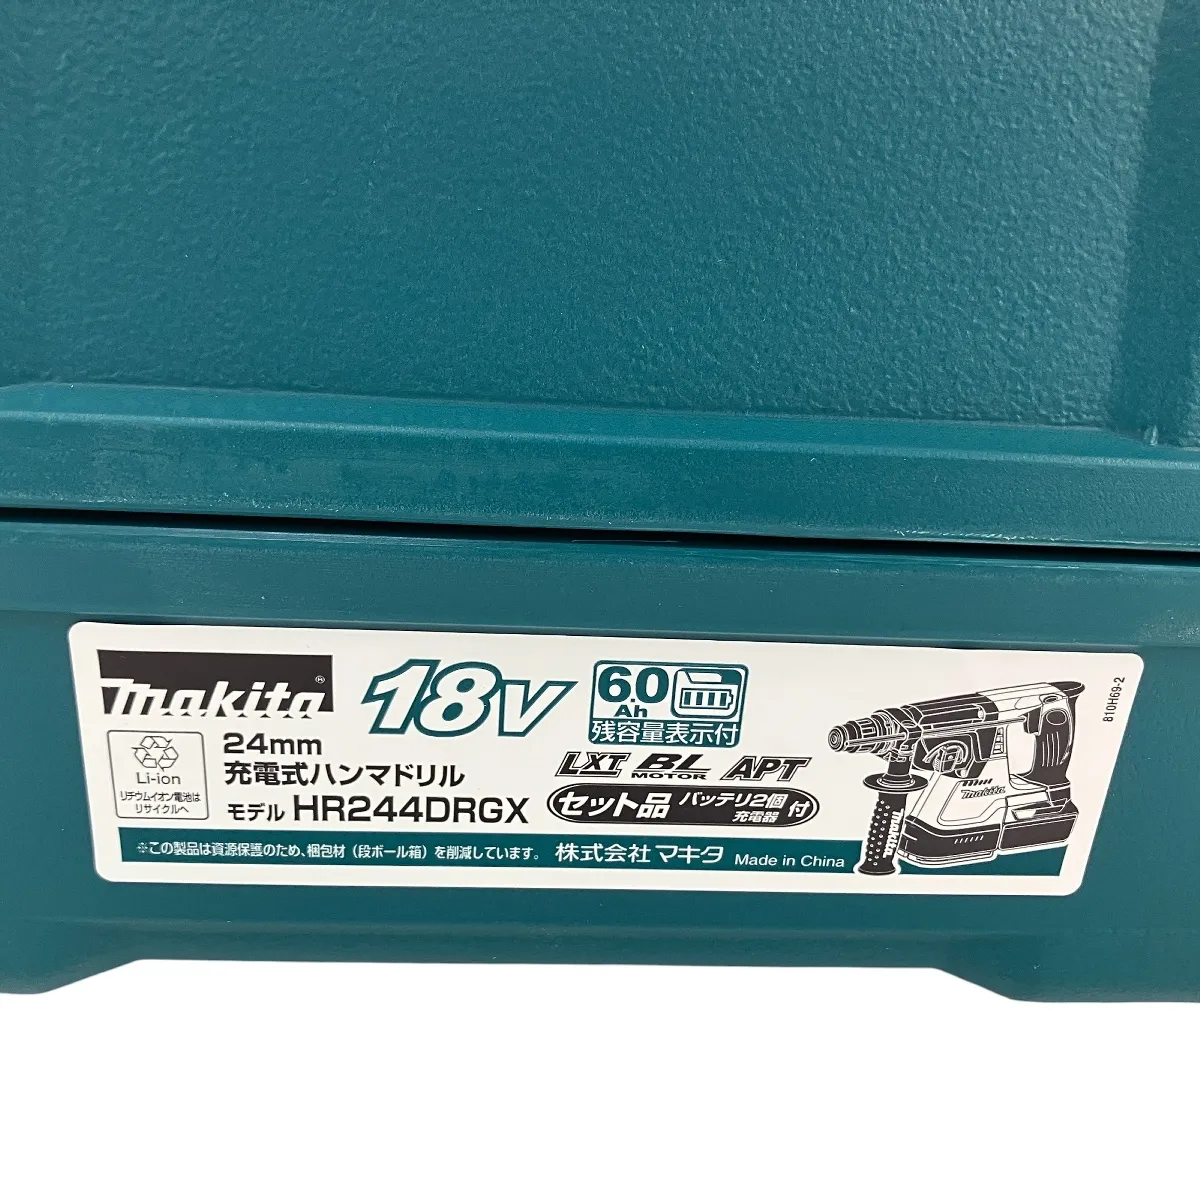 makita®
18V
6.0
Ah
残容量表示付
Li-ion
リチウムイオン電池は
リサイクルへ
24mm
充電式ハンマドリル
モデル HR244DRGX
LXT BL MOTOR APT
セット品 バッテリ2個 充電器 付
※この製品は資源保護のため、梱包材（段ボール箱）を削減しています。 株式会社マキタ Made in China
makita
makita
810H69-2